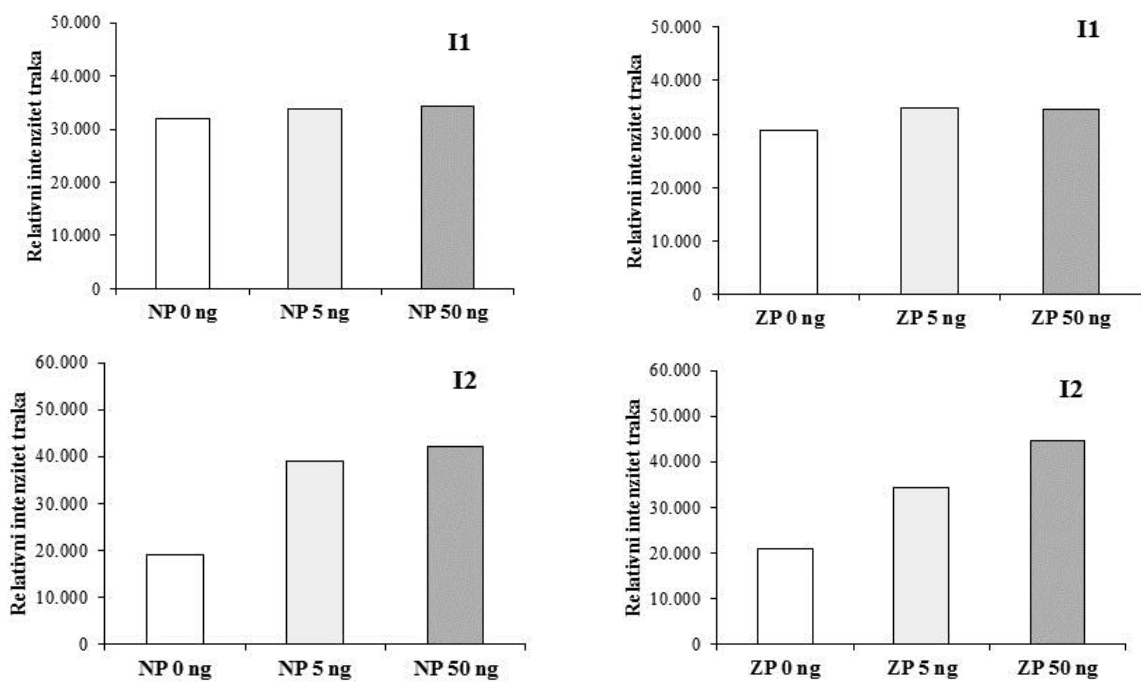 Relativni intenzitet traka
50.000
40.000
30.000
20.000
10.000
0
I1
NP 0 ng NP 5 ng NP 50 ng
Relativni intenzitet traka
50.000
40.000
30.000
20.000
10.000
0
I1
ZP 0 ng ZP 5 ng ZP 50 ng
Relativni intenzitet traka
60.000
50.000
40.000
30.000
20.000
10.000
0
I2
NP 0 ng NP 5 ng NP 50 ng
Relativni intenzitet traka
60.000
50.000
40.000
30.000
20.000
10.000
0
I2
ZP 0 ng ZP 5 ng ZP 50 ng